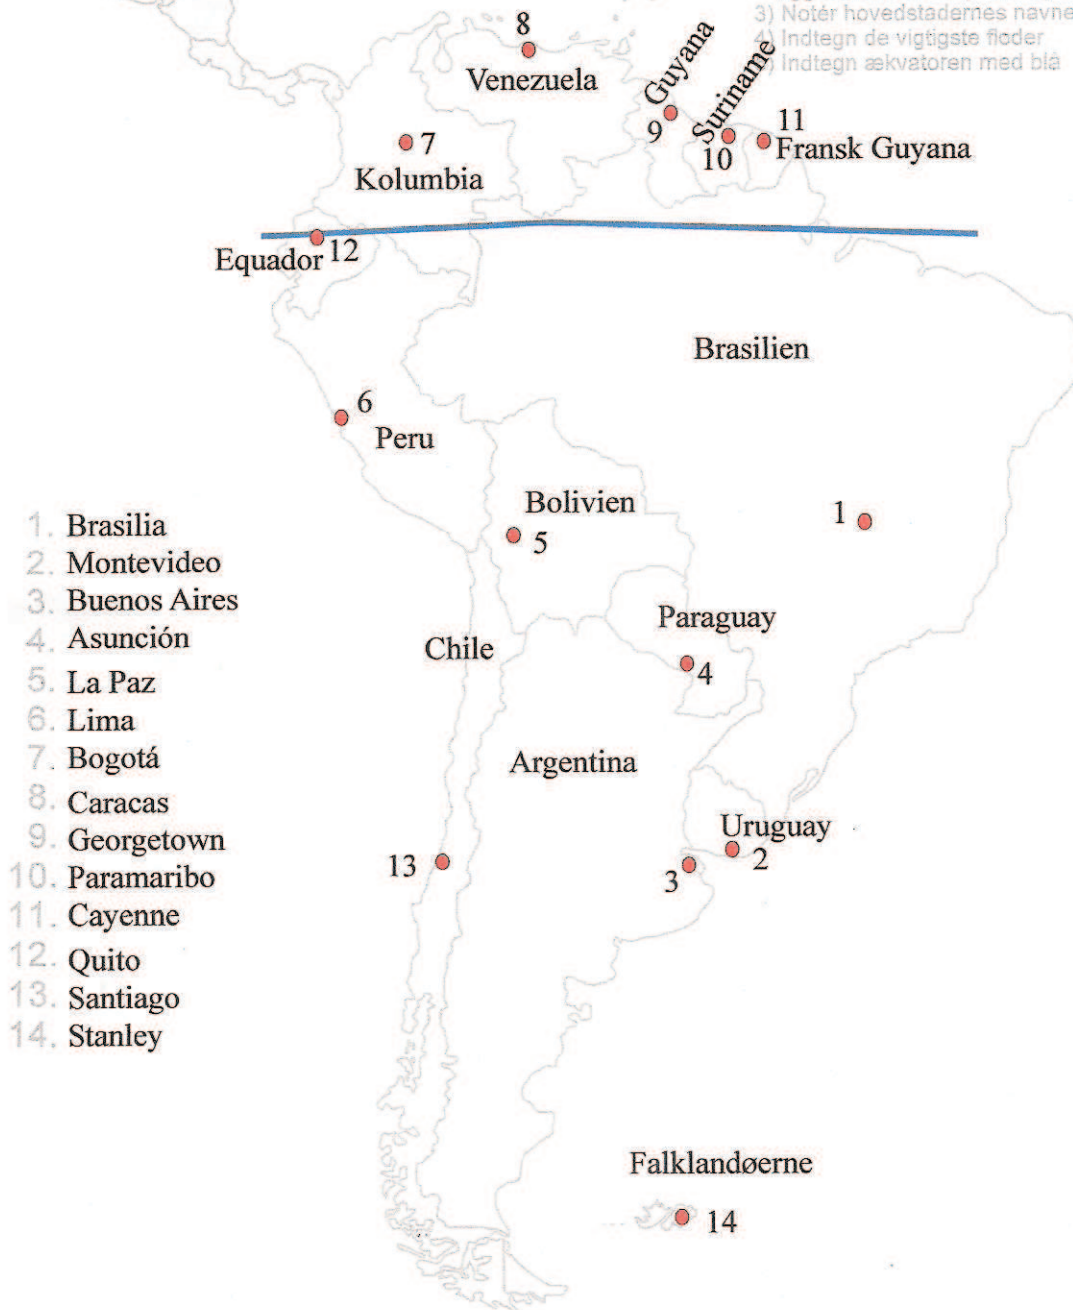 3) Notér hovedstadernes navne
4) Indtegn de vigtigste floder
5) Indtegn ækvatoren med blå
8
Venezuela
Guyana
9
Suriname
10
11
Fransk Guyana
7
Kolumbia
12
Equador
Brasilien
6
Peru
Bolivien
5
1
Paraguay
4
Chile
Argentina
Uruguay
2
3
13
Falklandøerne
14
1. Brasilia
2. Montevideo
3. Buenos Aires
4. Asunción
5. La Paz
6. Lima
7. Bogotá
8. Caracas
9. Georgetown
10. Paramaribo
11. Cayenne
12. Quito
13. Santiago
14. Stanley